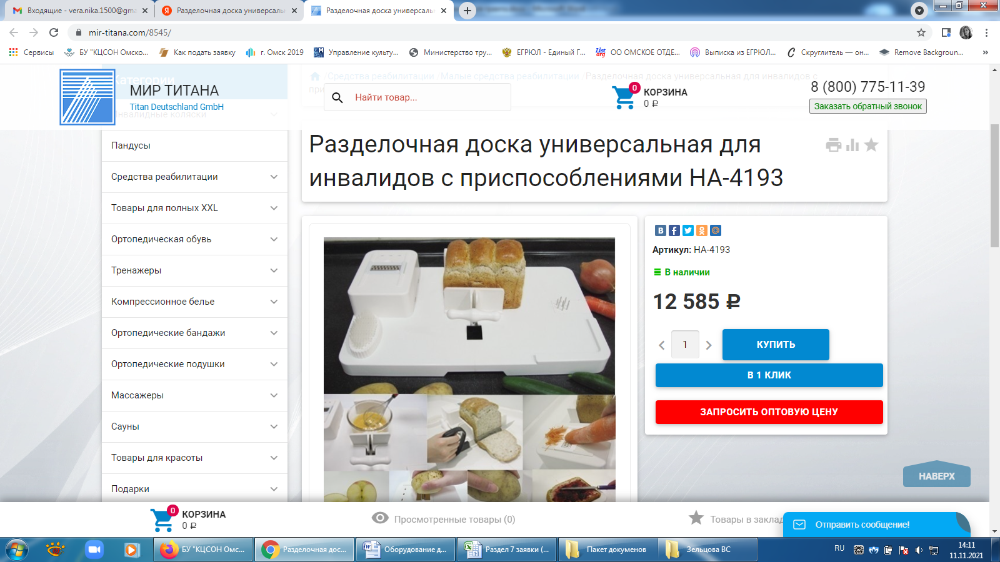 Входящие - vera.nika.1500@gma
Разделочная доска универсаль
Разделочная доска универсаль
mir-titana.com/8545/
Сервисы
БУ "КЦСОН Омско...
Как подать заявку
г. Омск 2019
Управление культу...
Министерство тру...
ЕГРЮЛ - Единый Г...
ОО ОМСКОЕ ОТДЕ...
Выписка из ЕГРЮЛ...
Скруглитель — он...
Remove Backgroun...
»
Категории
МИР ТИТАНА
Titan Deutschland GmbH
Инвалидные коляски
/Средства реабилитации /Малые средства реабилитации /Разделочная доска универсальная для инвалидов с
Найти товар...
0
КОРЗИНА
0 ₽
8 (800) 775-11-39
Заказать обратный звонок
Пандусы
Средства реабилитации
Товары для полных XXL
Ортопедическая обувь
Тренажеры
Компрессионное белье
Ортопедические бандажи
Ортопедические подушки
Массажеры
Сауны
Товары для красоты
Подарки
Разделочная доска универсальная для
инвалидов с приспособлениями HA-4193
Артикул: HA-4193
В наличии
12 585 ₽
1
КУПИТЬ
В 1 КЛИК
ЗАПРОСИТЬ ОПТОВУЮ ЦЕНУ
НАВЕРХ
0
КОРЗИНА
0 ₽
Просмотренные товары (0)
Товары в заклад
Отправить сообщение!
БУ "КЦСОН Омс...
Разделочная дос...
Оборудование д...
Раздел 7 заявки (...
Пакет докуменов
Зельцова ВС
RU
14:11
11.11.2021